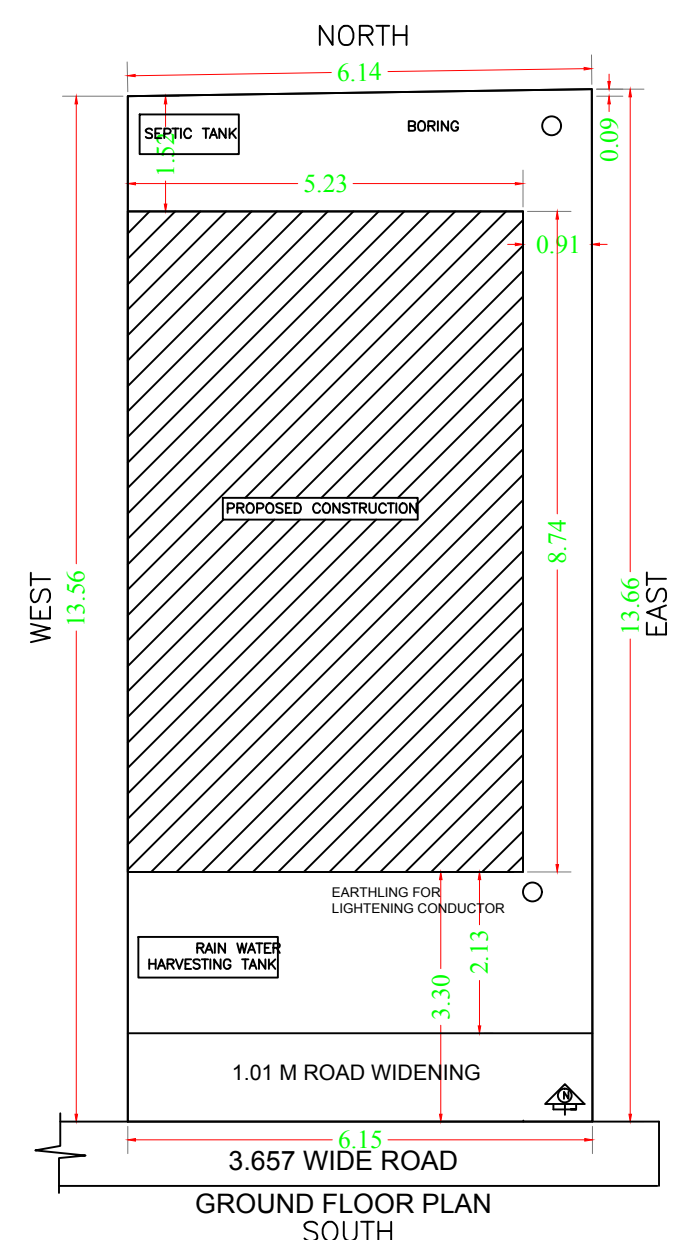 NORTH
6.14
SEPTIC TANK
BORING
0.09
1.52
5.23
0.91
PROPOSED CONSTRUCTION
8.74
WEST
13.56
13.66
EAST
EARTHLING FOR
LIGHTENING CONDUCTOR
RAIN WATER
HARVESTING TANK
2.13
3.30
1.01 M ROAD WIDENING
N
6.15
3.657 WIDE ROAD
GROUND FLOOR PLAN
SOUTH